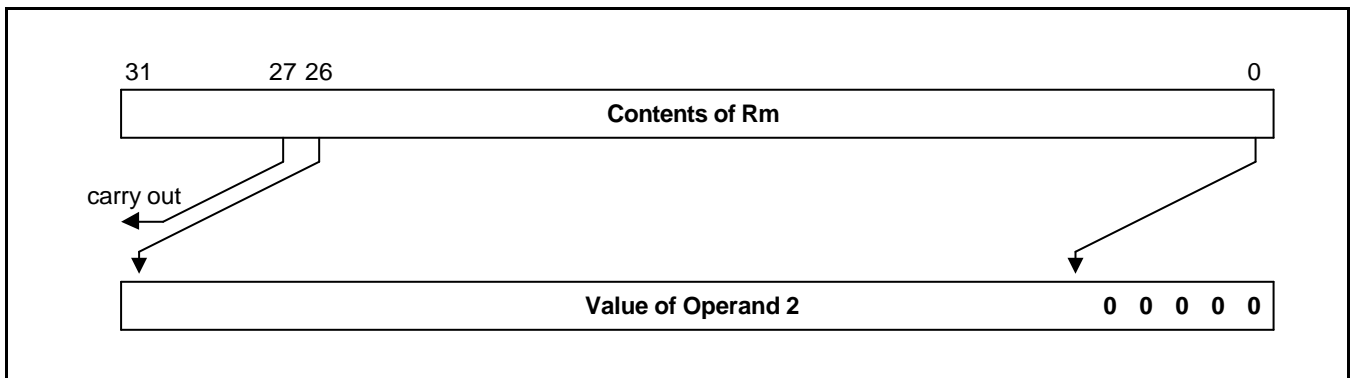 31 27 26 0
Contents of Rm
carry out
Value of Operand 2 0 0 0 0 0